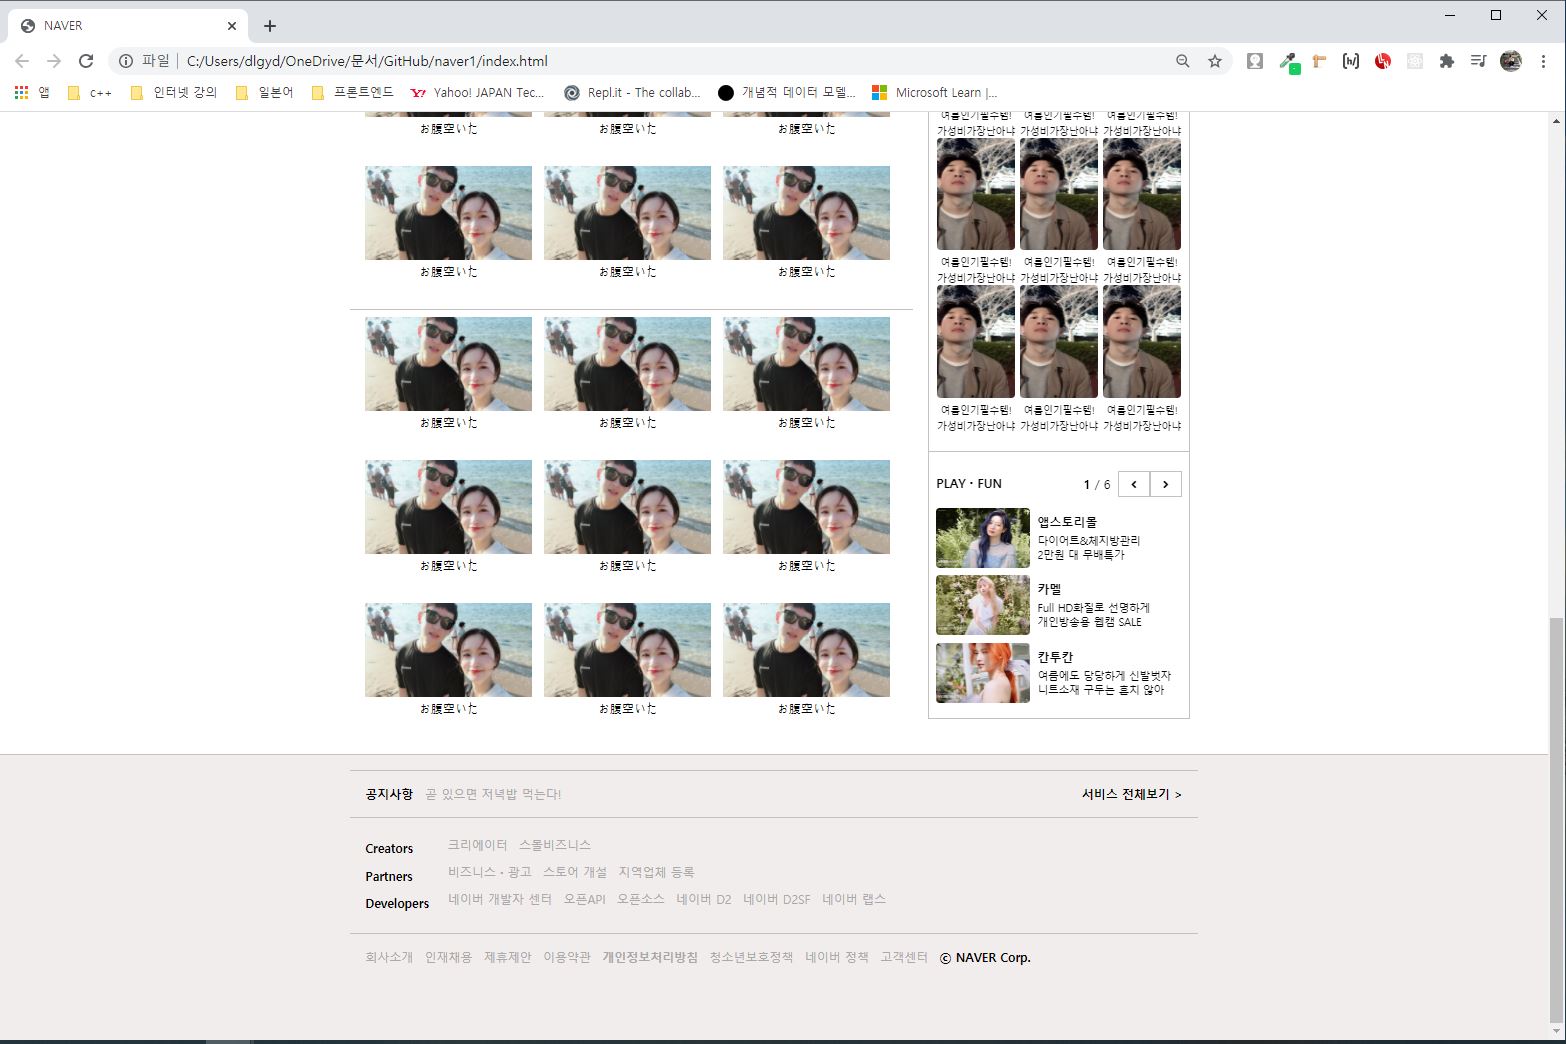 NAVER
파일 C:/Users/dlgyd/OneDrive/문서/GitHub/naver1/index.html
앱 c++ 인터넷 강의 일본어 프론트엔드 Yahoo! JAPAN Tec... Repl.it - The collab... 개념적 데이터 모델... Microsoft Learn |...
お腹空いた お腹空いた お腹空いた
여름인기필수템! 여름인기필수템! 여름인기필수템!
가성비가장난아냐 가성비가장난아냐 가성비가장난아냐
お腹空いた お腹空いた お腹空いた
여름인기필수템! 여름인기필수템! 여름인기필수템!
가성비가장난아냐 가성비가장난아냐 가성비가장난아냐
お腹空いた お腹空いた お腹空いた
여름인기필수템! 여름인기필수템! 여름인기필수템!
가성비가장난아냐 가성비가장난아냐 가성비가장난아냐
PLAY · FUN 1 / 6
앱스토리몰
다이어트&체지방관리
2만원 대 무배특가
お腹空いた お腹空いた お腹空いた
카멜
Full HD화질로 선명하게
개인방송용 웹캠 SALE
칸투칸
여름에도 당당하게 신발벗자
니트소재 구두는 흔치 않아
お腹空いた お腹空いた お腹空いた
공지사항 곧 있으면 저녁밥 먹는다! 서비스 전체보기 >
Creators 크리에이터 스몰비즈니스
Partners 비즈니스 · 광고 스토어 개설 지역업체 등록
Developers 네이버 개발자 센터 오픈API 오픈소스 네이버 D2 네이버 D2SF 네이버 랩스
회사소개 인재채용 제휴제안 이용약관 개인정보처리방침 청소년보호정책 네이버 정책 고객센터 ⓒ NAVER Corp.